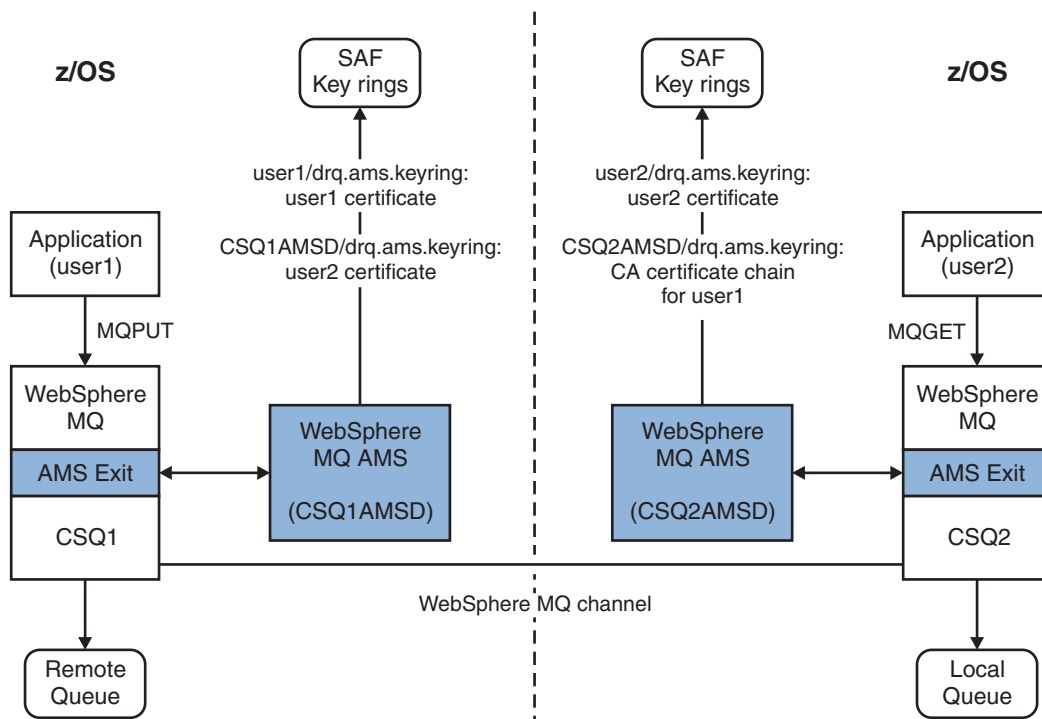 z/OS
SAF
Key rings
user1/drq.ams.keyring:
user1 certificate
CSQ1AMSD/drq.ams.keyring:
user2 certificate
Application
(user1)
MQPUT
WebSphere
MQ
AMS Exit
CSQ1
WebSphere
MQ AMS
(CSQ1AMSD)
Remote
Queue
SAF
Key rings
z/OS
user2/drq.ams.keyring:
user2 certificate
CSQ2AMSD/drq.ams.keyring:
CA certificate chain
for user1
Application
(user2)
MQGET
WebSphere
MQ AMS
(CSQ2AMSD)
WebSphere
MQ
AMS Exit
CSQ2
WebSphere MQ channel
Local
Queue